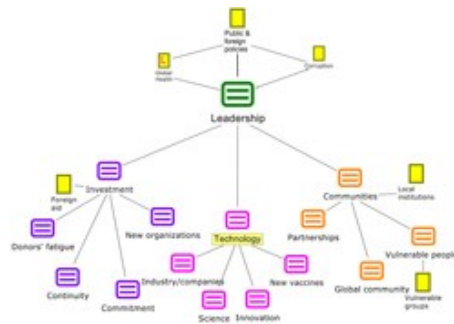 Public &
foreign
policies
Global
Health
Corruption
Leadership
Foreign
aid
Investment
Communities
Local
institutions
Donors' fatigue
New organizations
Technology
Partnerships
Vulnerable people
Continuity
Commitment
Industry/companies
New vaccines
Science
Innovation
Global community
Vulnerable
groups